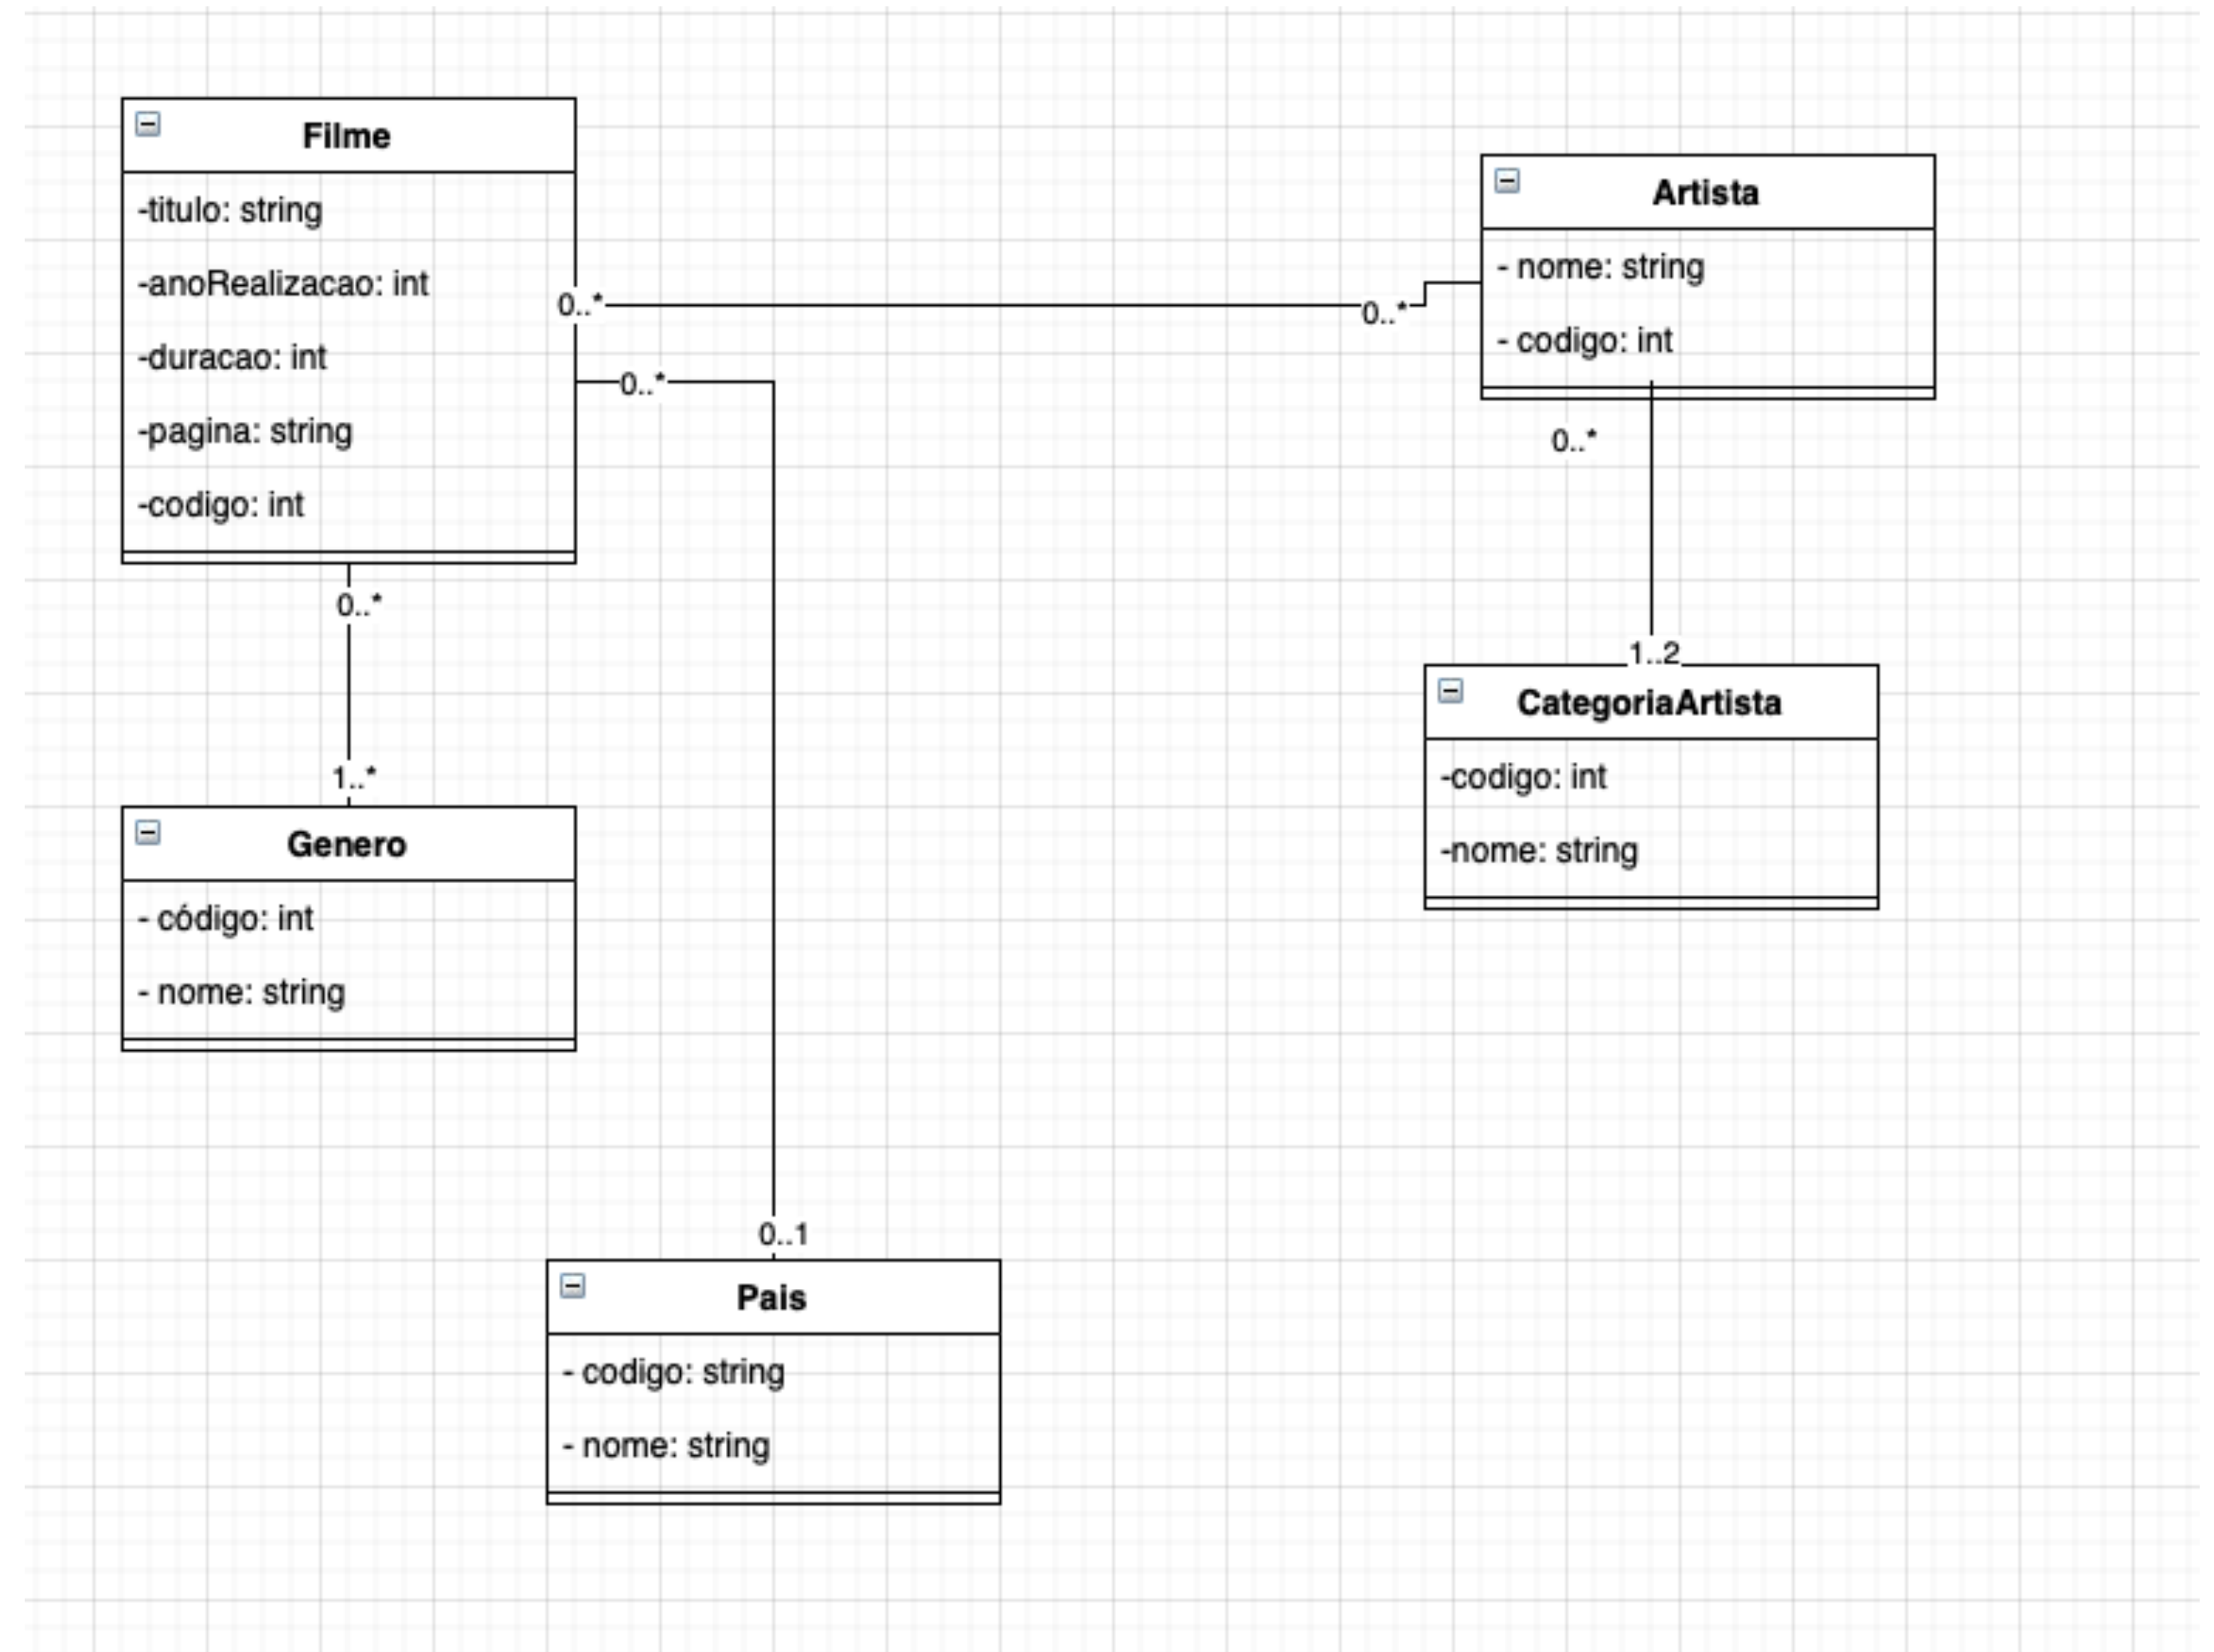 Filme
-titulo: string
-anoRealizacao: int
-duracao: int
-pagina: string
-codigo: int
0..*
0..*
0..*
Artista
- nome: string
- codigo: int
0..*
1..2
CategoriaArtista
-codigo: int
-nome: string
0..*
1..*
Genero
- código: int
- nome: string
0..1
Pais
- codigo: string
- nome: string